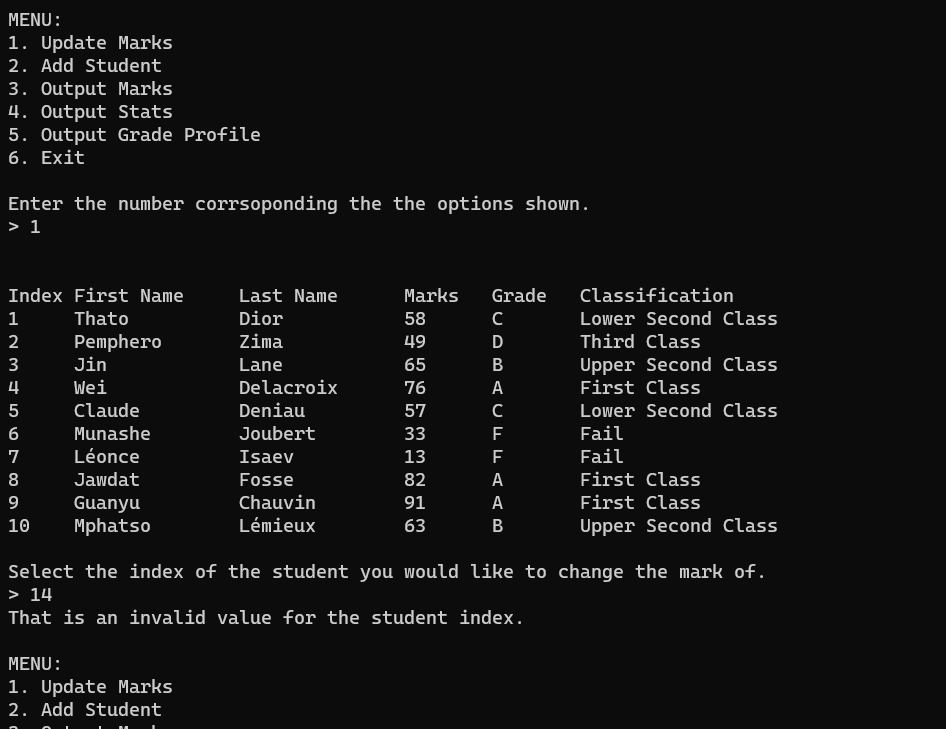 MENU:
1. Update Marks
2. Add Student
3. Output Marks
4. Output Stats
5. Output Grade Profile
6. Exit
Enter the number corrsoponding the the options shown.
> 1
Index First Name Last Name Marks Grade Classification
1 Thato Dior 58 C Lower Second Class
2 Pemphero Zima 49 D Third Class
3 Jin Lane 65 B Upper Second Class
4 Wei Delacroix 76 A First Class
5 Claude Deniau 57 C Lower Second Class
6 Munashe Joubert 33 F Fail
7 Léonce Isaev 13 F Fail
8 Jawdat Fosse 82 A First Class
9 Guanyu Chauvin 91 A First Class
10 Mphatso Lémieux 63 B Upper Second Class
Select the index of the student you would like to change the mark of.
> 14
That is an invalid value for the student index.
MENU:
1. Update Marks
2. Add Student